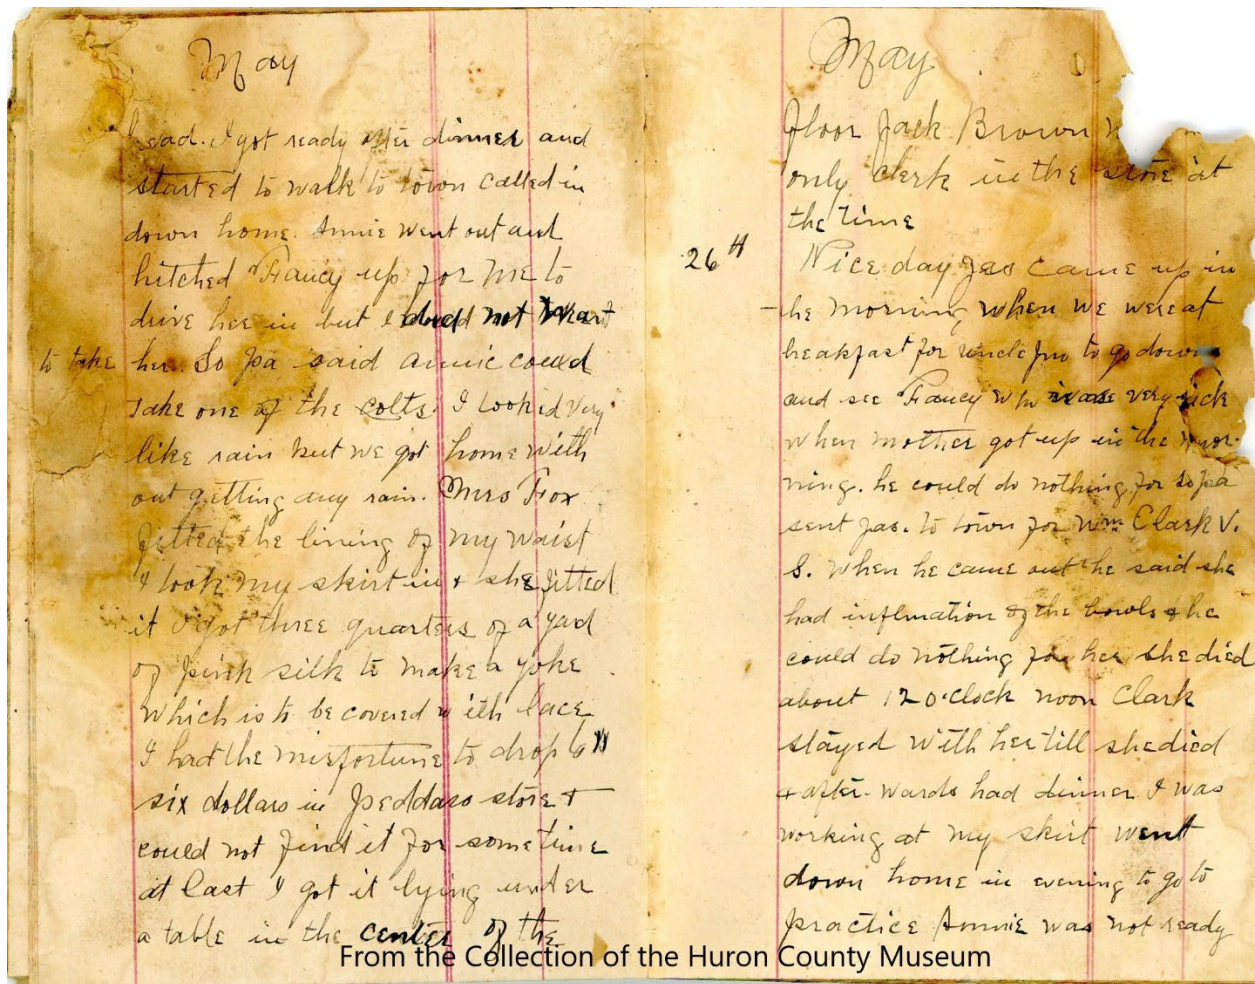 May
sad. I got ready after dinner and
started to walk to town called in
down home. Annie went out and
hitched Fancy up for me to
drive her in but I did not want
to take her. So Pa said Annie could
take one of the colts. I looked very
like rain but we got home with
out getting any rain. Mrs Fox
fitted the lining of my waist
I took my skirt in & she fitted
it I got three quarters of a yad
of pink silk to make a yoke
which is to be covered with lace
I had the misfortune to drop
six dollars in Peddars store &
could not find it for some time
at last I got it lying under
a table in the center of the
May
floor Jack Brown
only clerk in the store at
the time
26th Nice day Jas came up in
he morning when we were at
beakfast for uncle Jno to go down
and see Fancy who was very sick
when mother got up in the mor-
ning. he could do nothing for so Pa
sent Jas. to town for Wm Clark V.
S. when he came out he said she
had inflmation of the bowls & he
could do nothing for her she died
about 12 o'clock noon Clark
stayed with her till she died
& after-wards had dinner I was
working at my skirt went
down home in evening to go to
practice Annie was not ready
From the Collection of the Huron County Museum